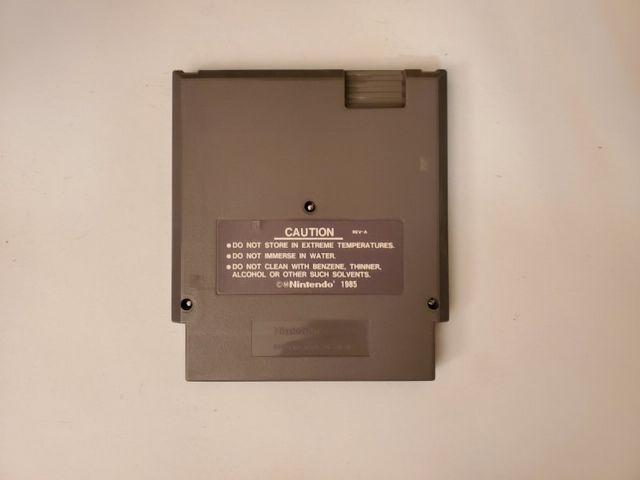 CAUTION REV-A
●DO NOT STORE IN EXTREME TEMPERATURES.
●DO NOT IMMERSE IN WATER.
●DO NOT CLEAN WITH BENZENE, THINNER,
ALCOHOL OR OTHER SUCH SOLVENTS.
©ⓂNintendo® 1985
Nintendo